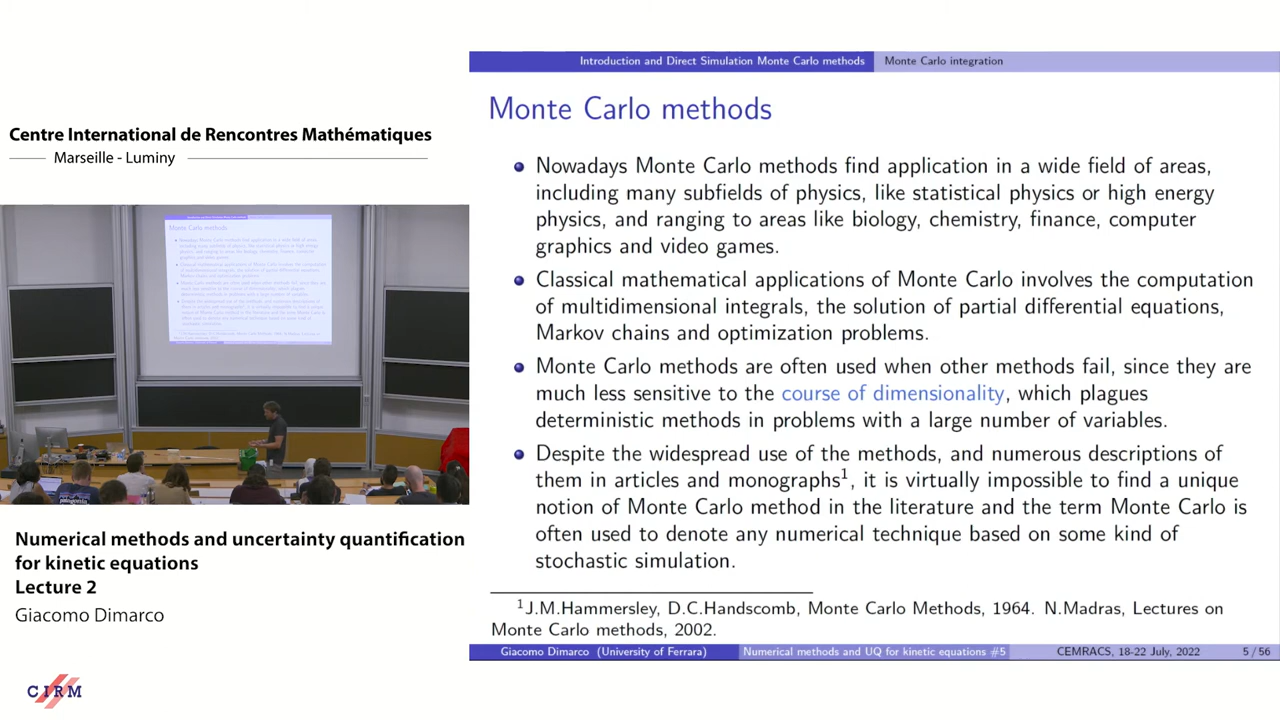 Centre International de Rencontres Mathématiques
Marseille - Luminy
Numerical methods and uncertainty quantification
for kinetic equations
Lecture 2
Giacomo Dimarco
CIRM
Introduction and Direct Simulation Monte Carlo methods Monte Carlo integration
Monte Carlo methods
Nowadays Monte Carlo methods find application in a wide field of areas,
including many subfields of physics, like statistical physics or high energy
physics, and ranging to areas like biology, chemistry, finance, computer
graphics and video games.
Classical mathematical applications of Monte Carlo involves the computation
of multidimensional integrals, the solution of partial differential equations,
Markov chains and optimization problems.
Monte Carlo methods are often used when other methods fail, since they are
much less sensitive to the course of dimensionality, which plagues
deterministic methods in problems with a large number of variables.
Despite the widespread use of the methods, and numerous descriptions of
them in articles and monographs¹, it is virtually impossible to find a unique
notion of Monte Carlo method in the literature and the term Monte Carlo is
often used to denote any numerical technique based on some kind of
stochastic simulation.
¹J.M.Hammersley, D.C.Handscomb, Monte Carlo Methods, 1964. N.Madras, Lectures on
Monte Carlo methods, 2002.
Giacomo Dimarco (University of Ferrara) Numerical methods and UQ for kinetic equations #5 CEMRACS, 18-22 July, 2022 5 / 56